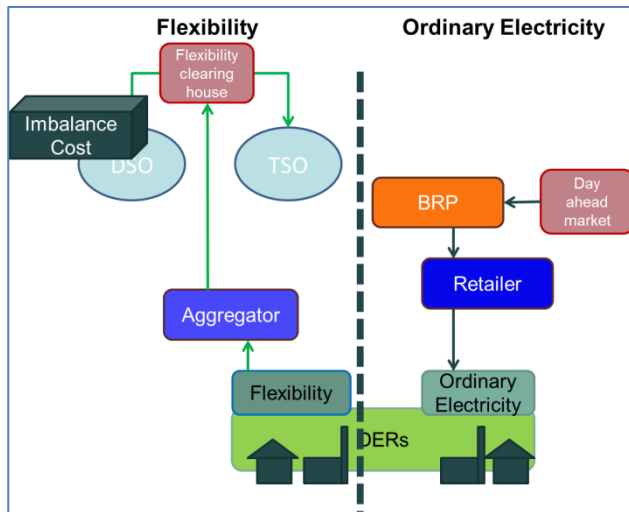 Flexibility
Ordinary Electricity
Flexibility
clearing
house
Imbalance
Cost
DSO
TSO
Day
ahead
market
BRP
Retailer
Aggregator
Flexibility
Ordinary
Electricity
DERs